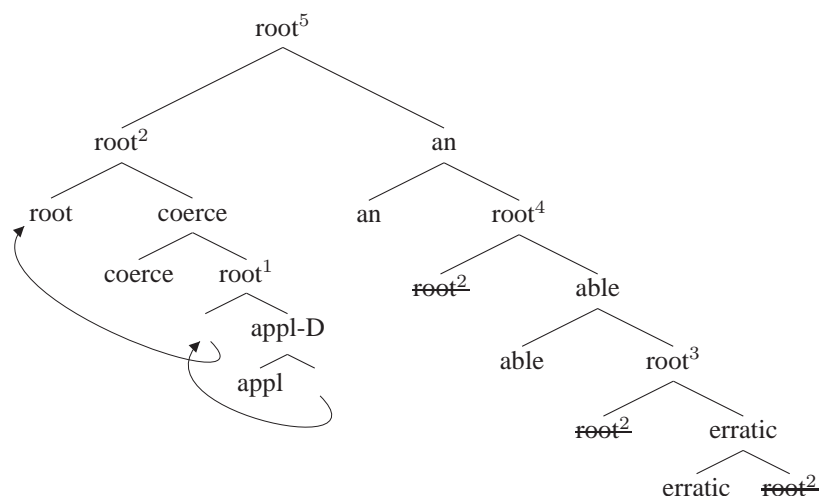 root⁵
root² an
root coerce an root⁴
coerce root¹ root² able
appl-D able root³
appl root² erratic
erratic root²